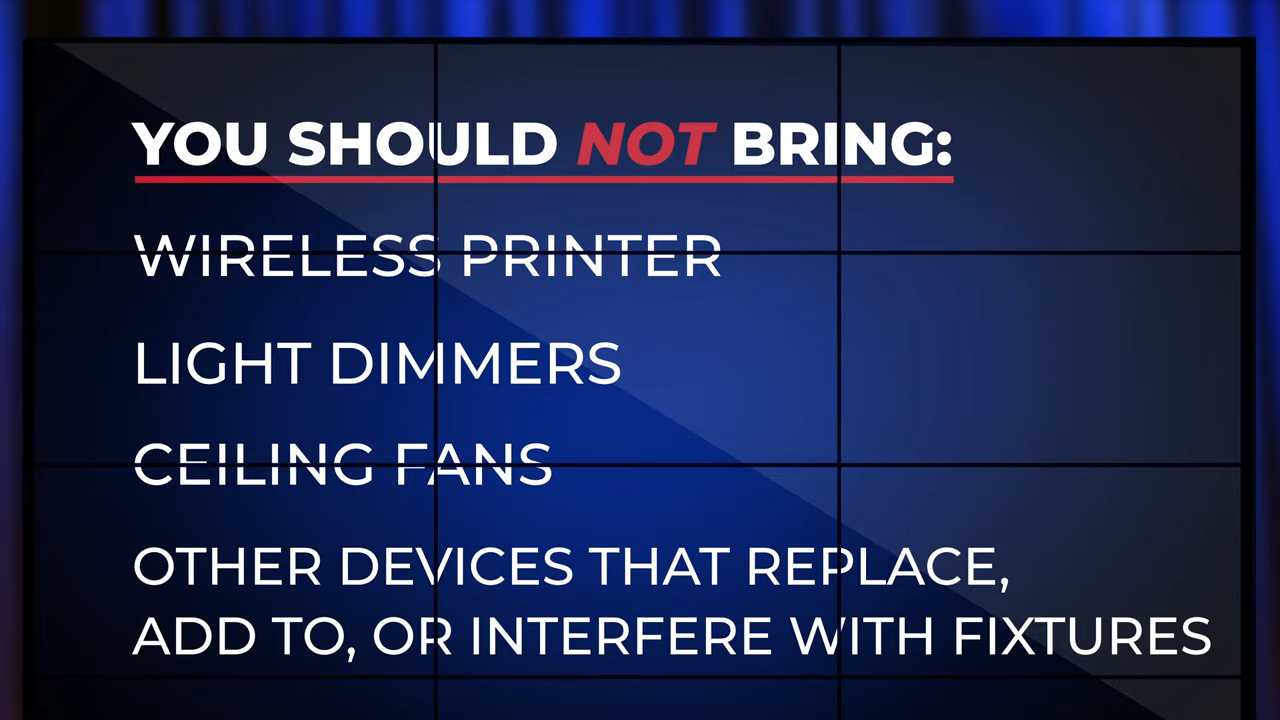 YOU SHOULD NOT BRING:
WIRELESS PRINTER
LIGHT DIMMERS
CEILING FANS
OTHER DEVICES THAT REPLACE,
ADD TO, OR INTERFERE WITH FIXTURES